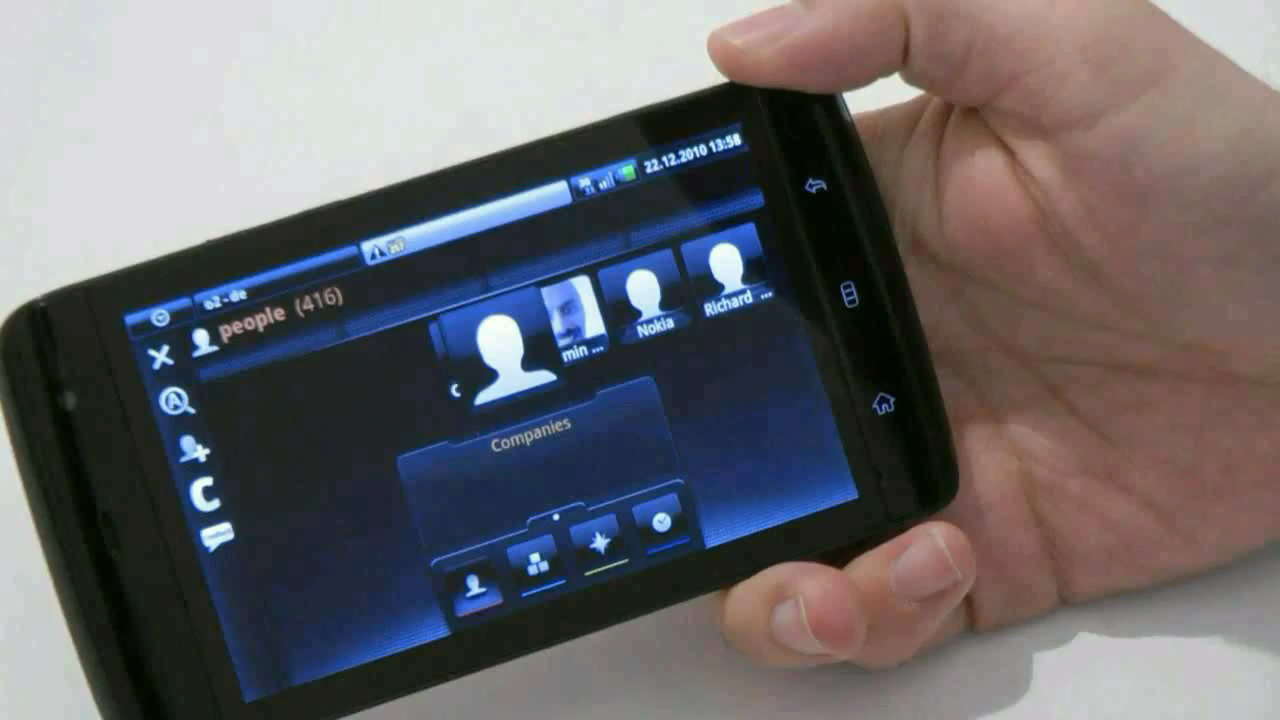 22.12.2010 13:58
o2 - de
people (416)
min ...
Nokia
Richard ...
C
Companies
C